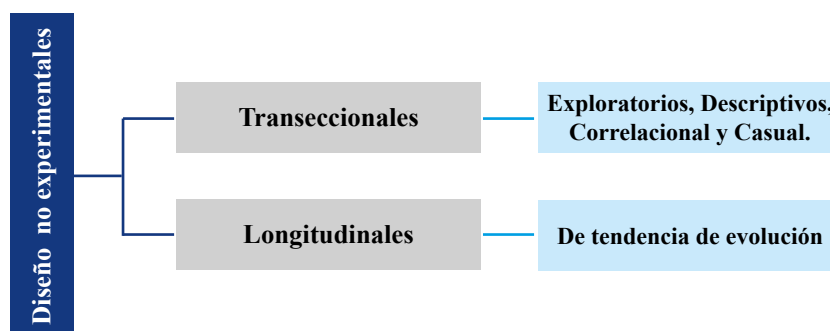 Diseño no experimentales
Transeccionales
Exploratorios, Descriptivos,
Correlacional y Casual.
Longitudinales
De tendencia de evolución